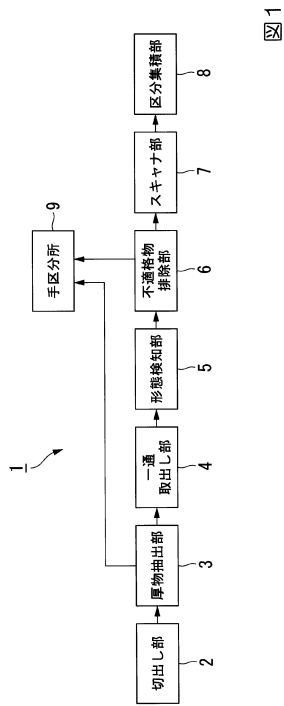 図1
1
手区分所
9
切出し部
2
厚物抽出部
3
一通
取出し部
4
形態検知部
5
不適格物
排除部
6
スキャナ部
7
区分集積部
8